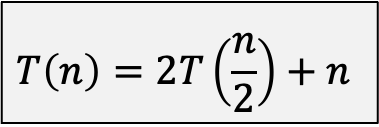 T(n) = 2T(n/2) + n